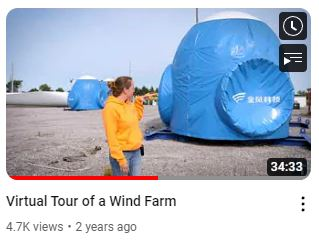 金风科技
34:33
Virtual Tour of a Wind Farm
4.7K views • 2 years ago